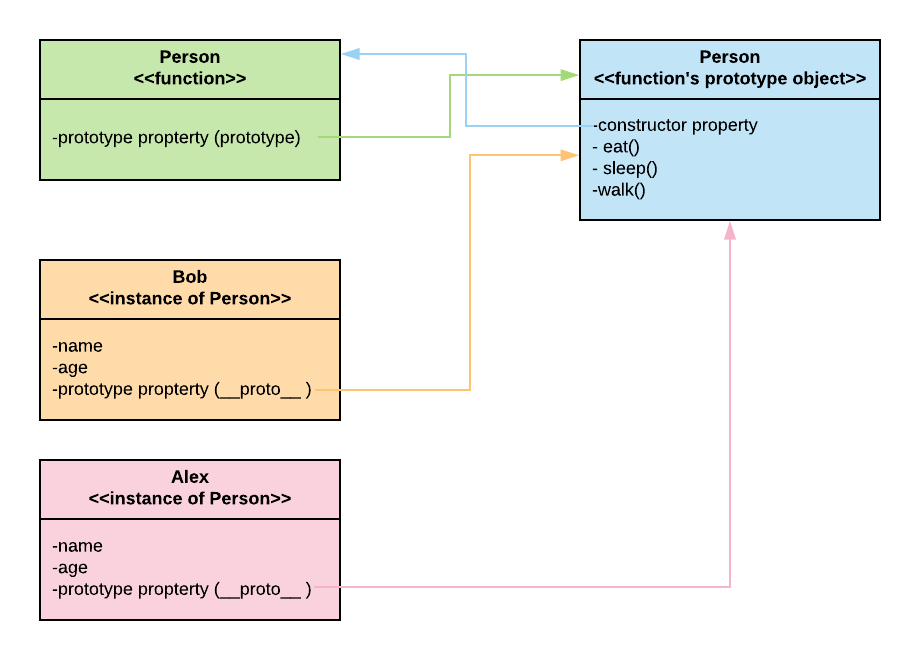 Person
<<function>>
-prototype propterty (prototype)
Person
<<function's prototype object>>
-constructor property
- eat()
- sleep()
-walk()
Bob
<<instance of Person>>
-name
-age
-prototype propterty (__proto__ )
Alex
<<instance of Person>>
-name
-age
-prototype propterty (__proto__ )